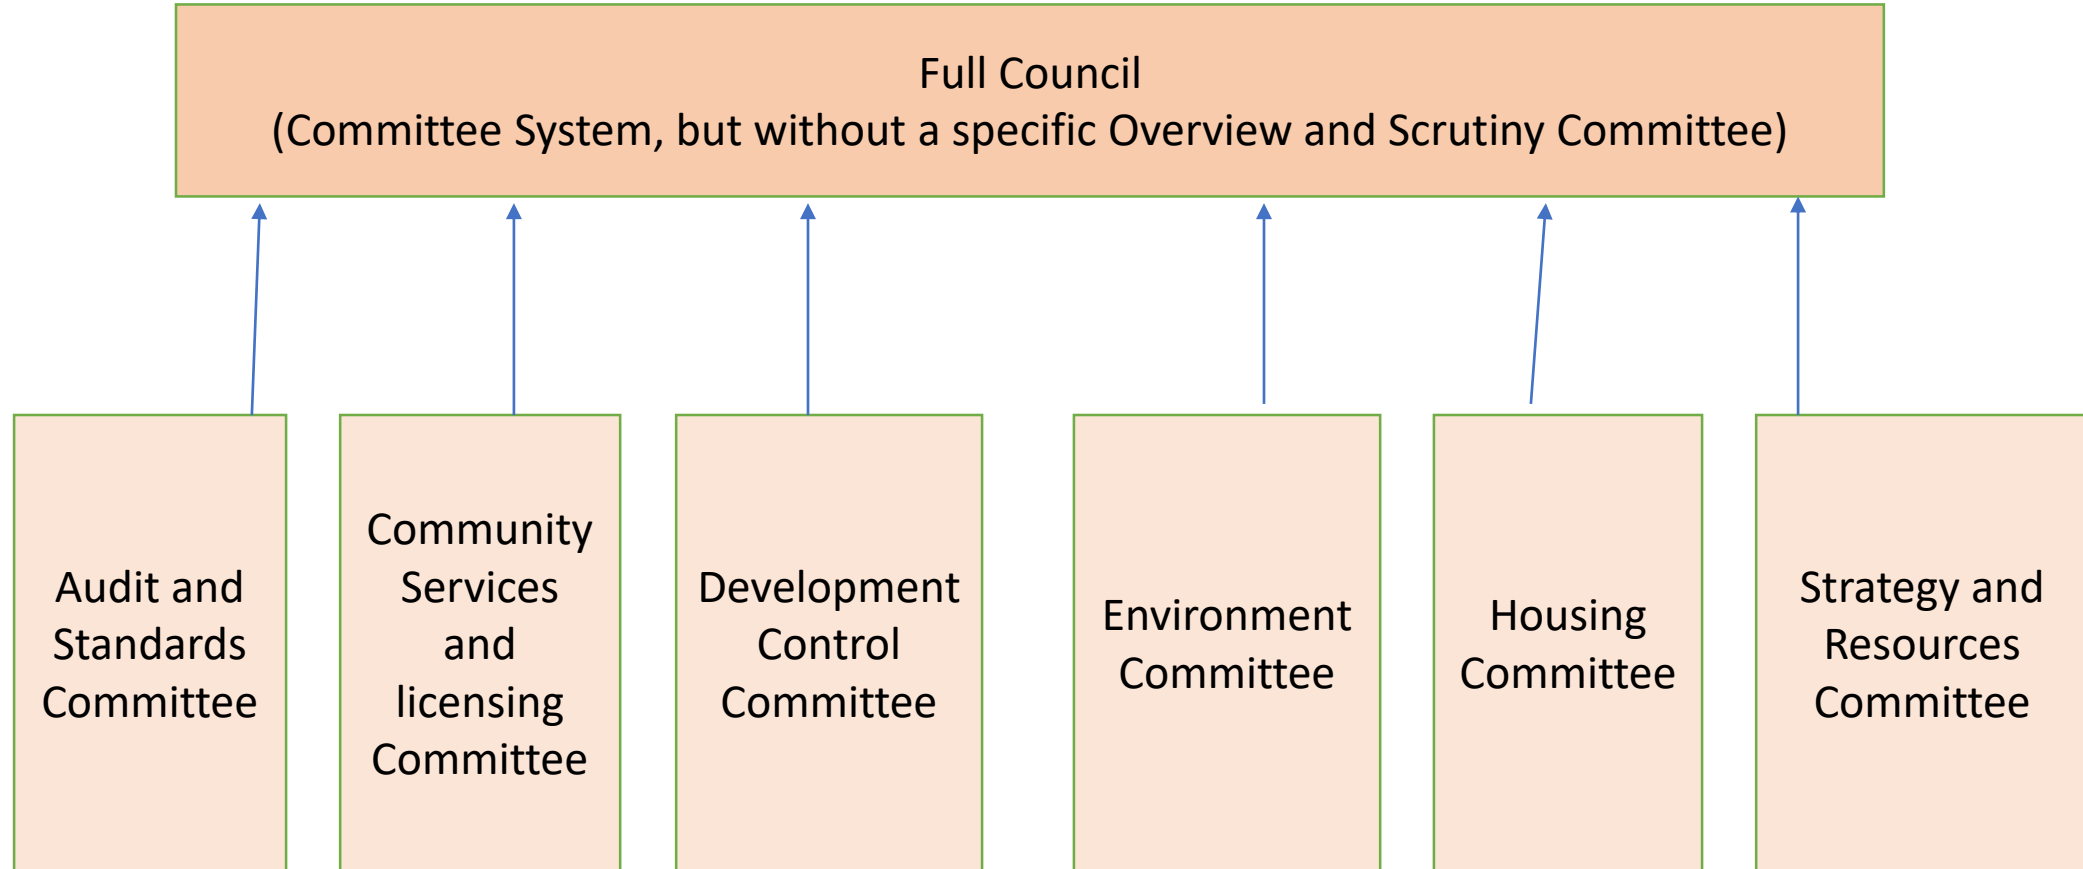 Full Council
(Committee System, but without a specific Overview and Scrutiny Committee)
Audit and
Standards
Committee
Community
Services
and
licensing
Committee
Development
Control
Committee
Environment
Committee
Housing
Committee
Strategy and
Resources
Committee